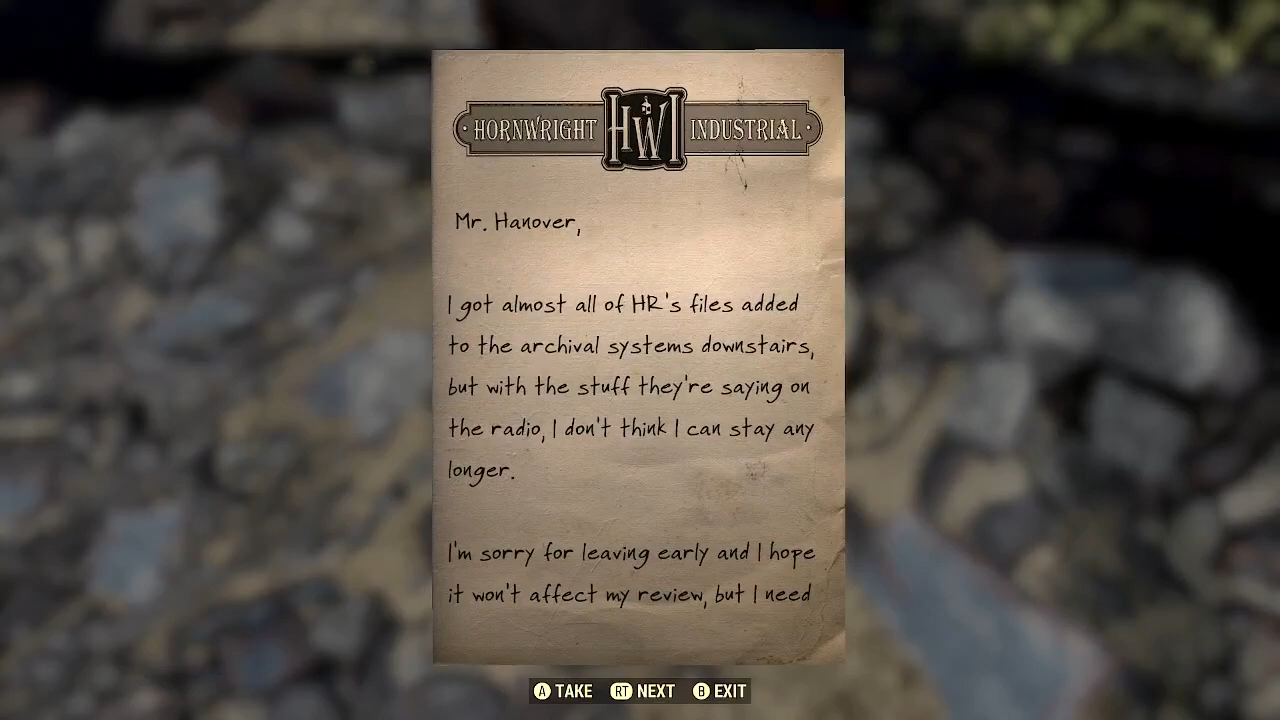 HORNWRIGHT HWI INDUSTRIAL
Mr. Hanover,
I got almost all of HR's files added
to the archival systems downstairs,
but with the stuff they're saying on
the radio, I don't think I can stay any
longer.
I'm sorry for leaving early and I hope
it won't affect my review, but I need
A TAKE RT NEXT B EXIT